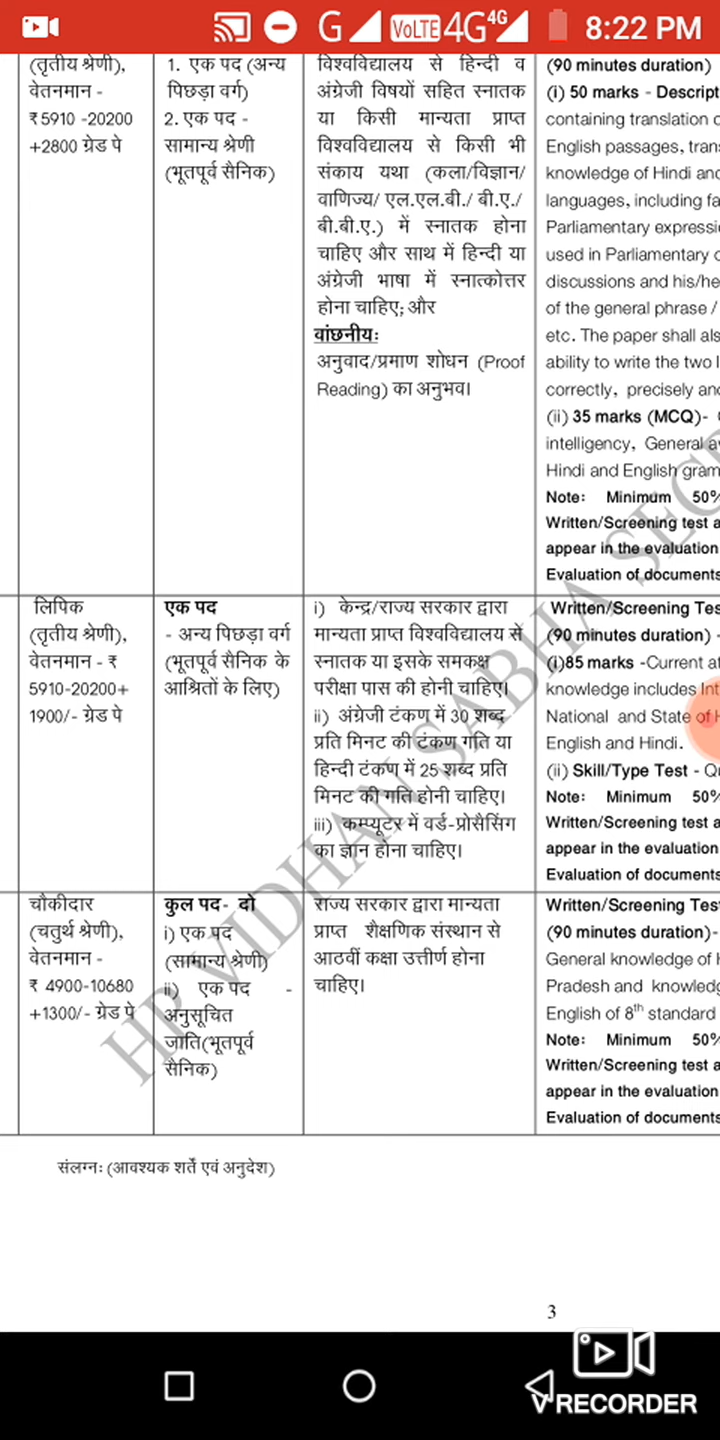 G VoLTE 4G 4G 8:22 PM
(तृतीय श्रेणी),
वेतनमान -
₹5910 -20200
+2800 ग्रेड पे
1. एक पद (अन्य
पिछड़ा वर्ग)
2. एक पद -
सामान्य श्रेणी
(भूतपूर्व सैनिक)
विश्वविद्यालय से हिन्दी व
अंग्रेजी विषयों सहित स्नातक
या किसी मान्यता प्राप्त
विश्वविद्यालय से किसी भी
संकाय यथा (कला/विज्ञान/
वाणिज्य/ एल.एल.बी./ बी.ए./
बी.बी.ए.) में स्नातक होना
चाहिए और साथ में हिन्दी या
अंग्रेजी भाषा में स्नात्कोत्तर
होना चाहिए; और
वांछनीयः
अनुवाद/प्रमाण शोधन (Proof
Reading) का अनुभव।
(90 minutes duration)
(i) 50 marks - Descript
containing translation
English passages, tran
knowledge of Hindi and
languages, including fa
Parliamentary expressi
used in Parliamentary
discussions and his/he
of the general phrase /
etc. The paper shall als
ability to write the two
correctly, precisely and
(ii) 35 marks (MCQ)-
intelligency, General a
Hindi and English gram
Note: Minimum 50%
Written/Screening test a
appear in the evaluation
Evaluation of documents
लिपिक
(तृतीय श्रेणी),
वेतनमान - ₹
5910-20200+
1900/- ग्रेड पे
एक पद
- अन्य पिछड़ा वर्ग
(भूतपूर्व सैनिक के
आश्रितों के लिए)
i) केन्द्र/राज्य सरकार द्वारा
मान्यता प्राप्त विश्वविद्यालय से
स्नातक या इसके समकक्ष
परीक्षा पास की होनी चाहिए।
ii) अंग्रेजी टंकण में 30 शब्द
प्रति मिनट की टंकण गति या
हिन्दी टंकण में 25 शब्द प्रति
मिनट की गति होनी चाहिए।
iii) कम्प्यूटर में वर्ड-प्रोसैसिंग
का ज्ञान होना चाहिए।
Written/Screening Tes
(90 minutes duration) -
(i)85 marks -Current af
knowledge includes Int
National and State of H
English and Hindi.
(ii) Skill/Type Test - Qu
Note: Minimum 50%
Written/Screening test a
appear in the evaluation
Evaluation of documents
चौकीदार
(चतुर्थ श्रेणी),
वेतनमान -
₹ 4900-10680
+1300/- ग्रेड पे
कुल पद- दो
i) एक पद
(सामान्य श्रेणी)
ii) एक पद -
अनुसूचित
जाति(भूतपूर्व
सैनिक)
राज्य सरकार द्वारा मान्यता
प्राप्त शैक्षणिक संस्थान से
आठवीं कक्षा उत्तीर्ण होना
चाहिए।
Written/Screening Tes
(90 minutes duration)-
General knowledge of H
Pradesh and knowledg
English of 8th standard
Note: Minimum 50%
Written/Screening test a
appear in the evaluation
Evaluation of documents
HP VIDHAN SABHA SECR
संलग्नः (आवश्यक शर्तें एवं अनुदेश)
3
V RECORDER